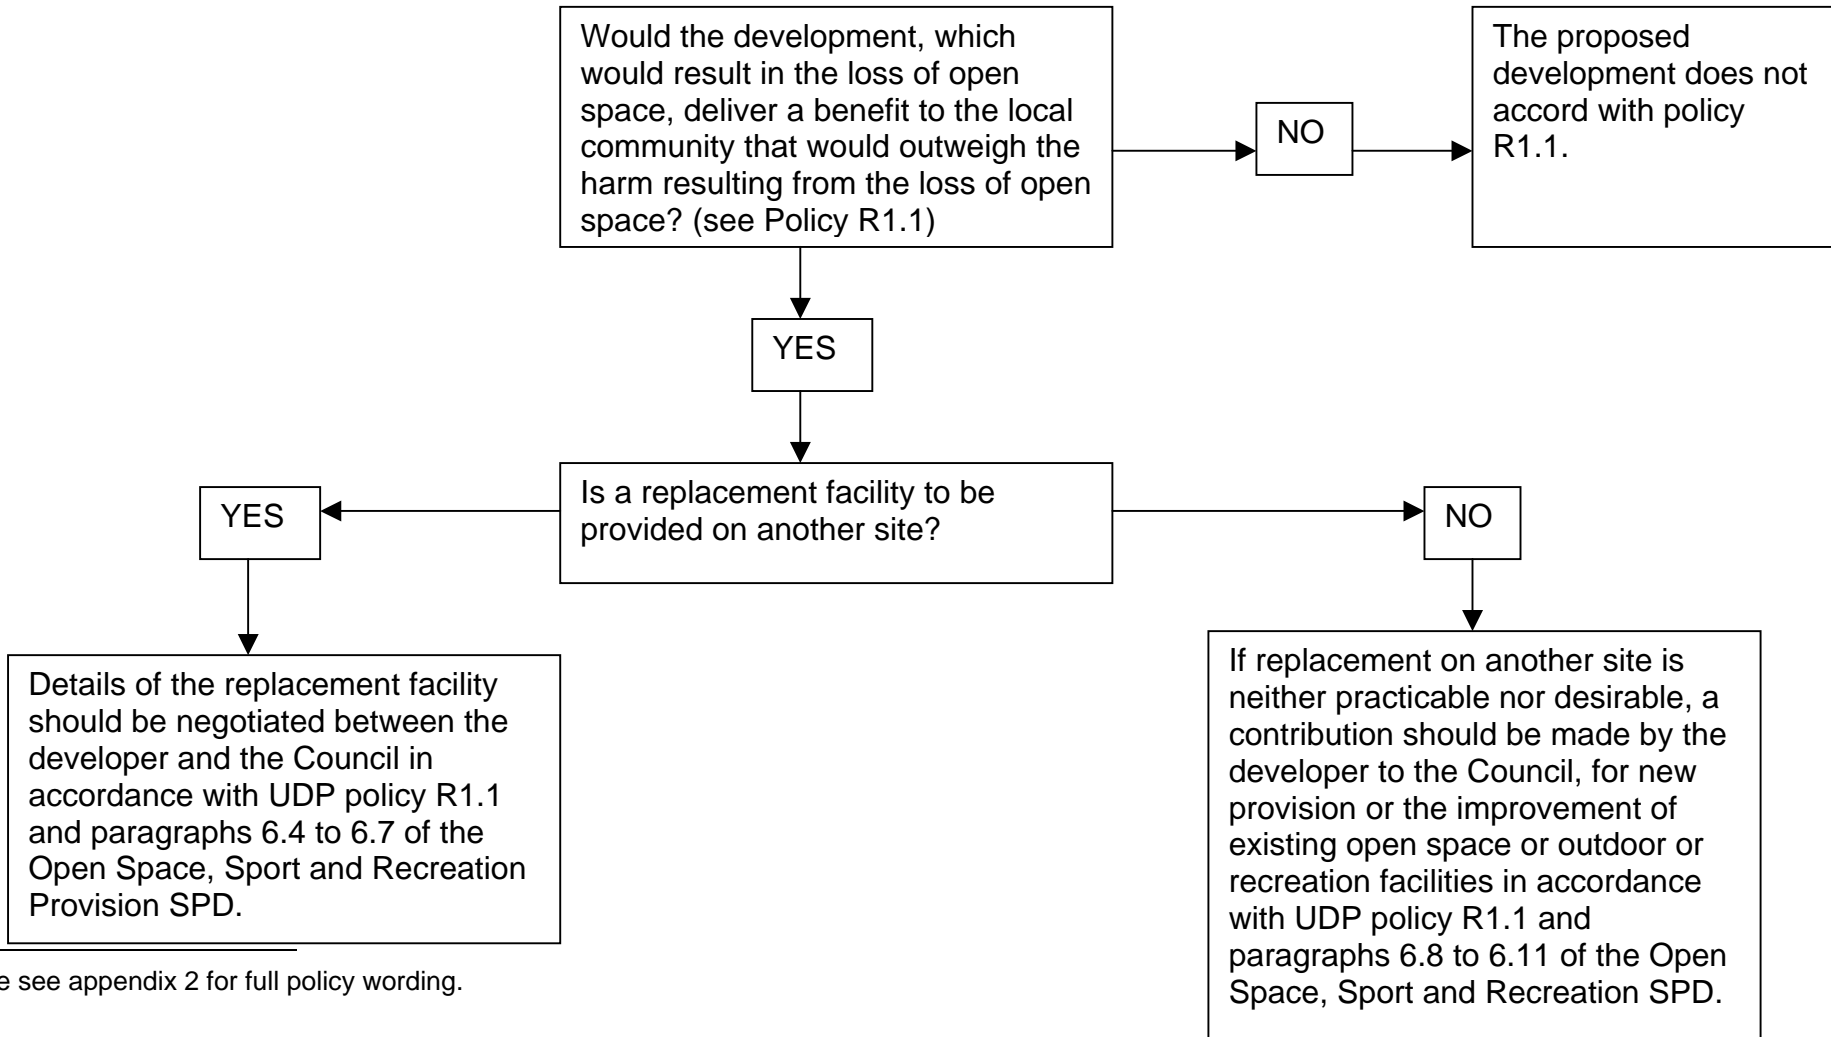 Would the development, which
would result in the loss of open
space, deliver a benefit to the local
community that would outweigh the
harm resulting from the loss of open
space? (see Policy R1.1)
NO
The proposed
development does not
accord with policy
R1.1.
YES
Is a replacement facility to be
provided on another site?
YES
NO
Details of the replacement facility
should be negotiated between the
developer and the Council in
accordance with UDP policy R1.1
and paragraphs 6.4 to 6.7 of the
Open Space, Sport and Recreation
Provision SPD.
If replacement on another site is
neither practicable nor desirable, a
contribution should be made by the
developer to the Council, for new
provision or the improvement of
existing open space or outdoor or
recreation facilities in accordance
with UDP policy R1.1 and
paragraphs 6.8 to 6.11 of the Open
Space, Sport and Recreation SPD.
see appendix 2 for full policy wording.